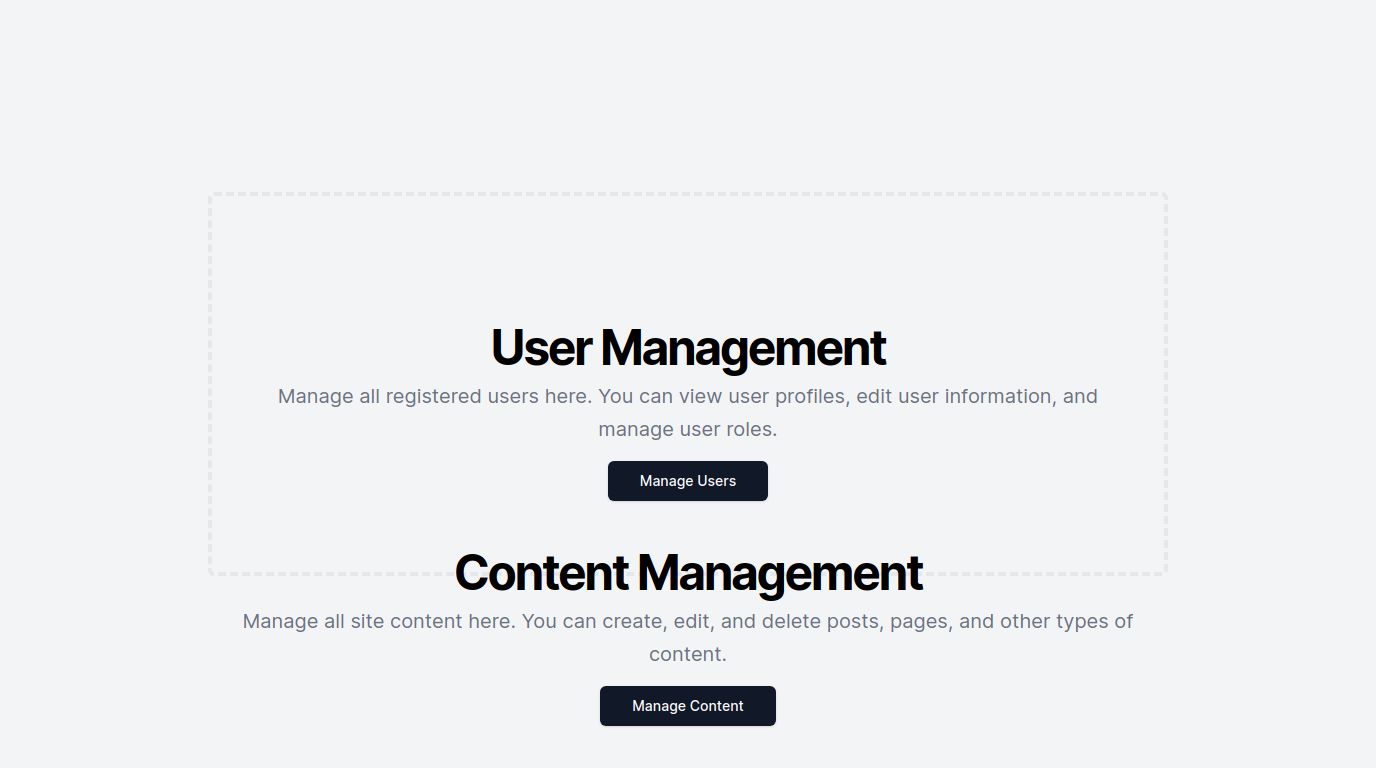 User Management
Manage all registered users here. You can view user profiles, edit user information, and
manage user roles.
Manage Users
Content Management
Manage all site content here. You can create, edit, and delete posts, pages, and other types of
content.
Manage Content